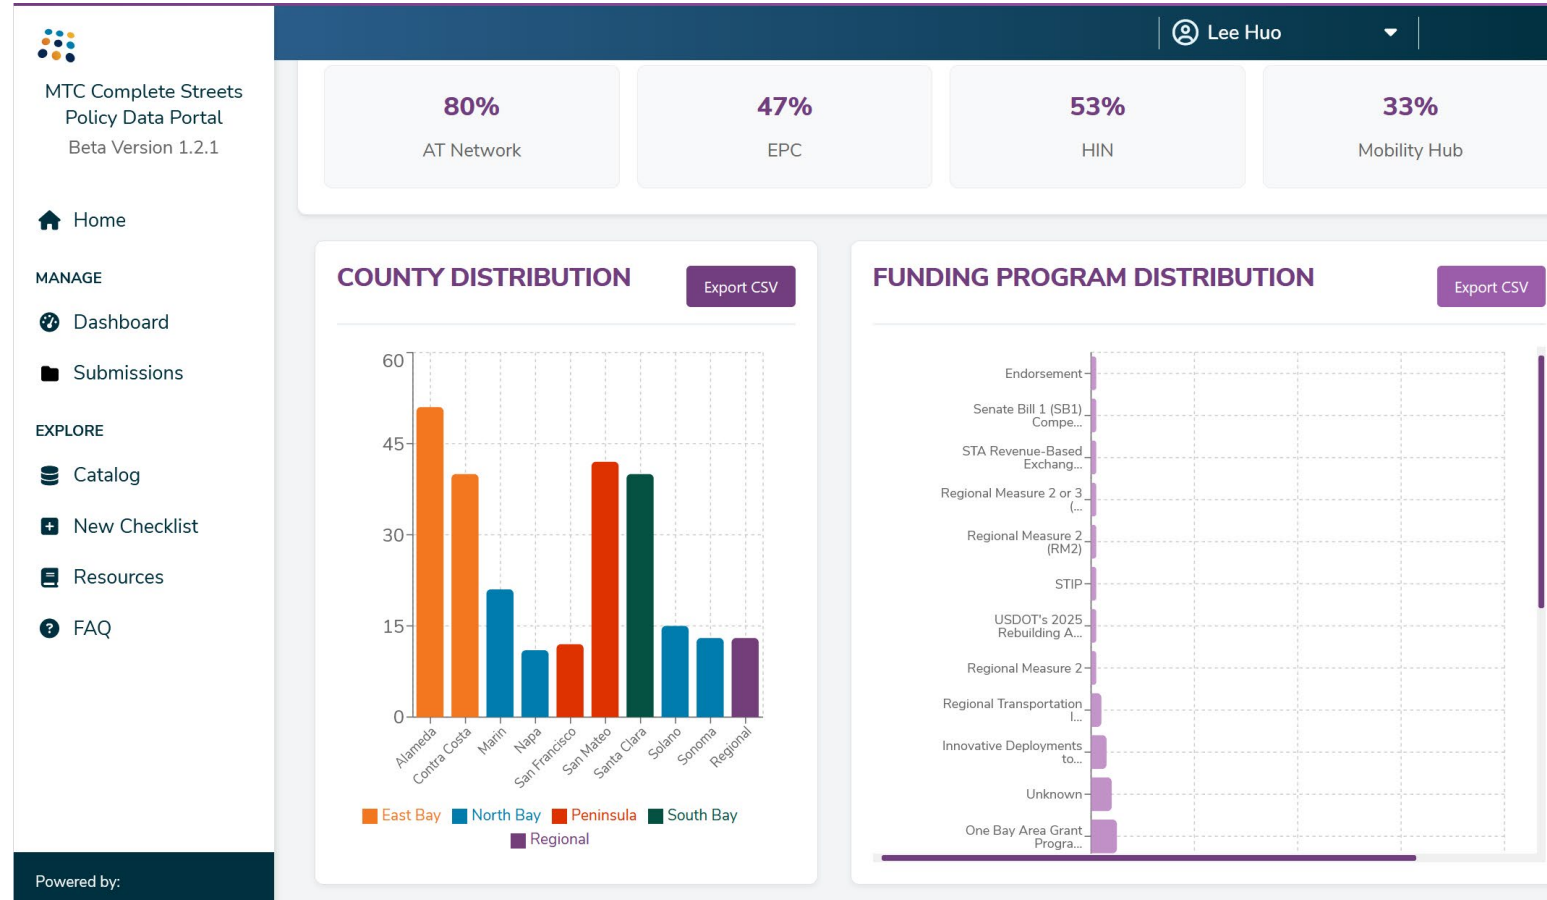 MTC Complete Streets
Policy Data Portal
Beta Version 1.2.1
Home
MANAGE
Dashboard
Submissions
EXPLORE
Catalog
New Checklist
Resources
FAQ
Powered by:
Lee Huo
80%
AT Network
47%
EPC
53%
HIN
33%
Mobility Hub
COUNTY DISTRIBUTION
Export CSV
60
45
30
15
0
Alameda
Contra Costa
Marin
Napa
San Francisco
San Mateo
Santa Clara
Solano
Sonoma
Regional
East Bay
North Bay
Peninsula
South Bay
Regional
FUNDING PROGRAM DISTRIBUTION
Export CSV
Endorsement
Senate Bill 1 (SB1)
Compe...
STA Revenue-Based
Exchang...
Regional Measure 2 or 3
(...
Regional Measure 2
(RM2)
STIP
USDOT's 2025
Rebuilding A...
Regional Measure 2
Regional Transportation
I...
Innovative Deployments
to...
Unknown
One Bay Area Grant
Progra...